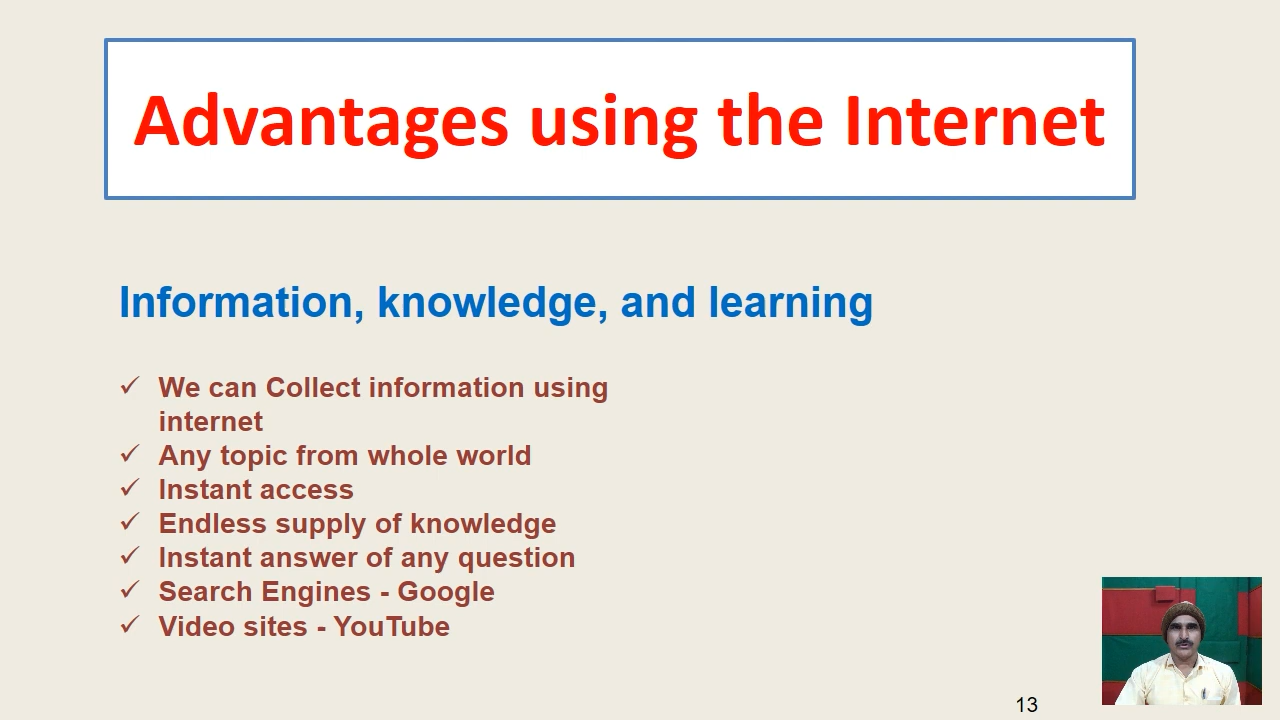 Advantages using the Internet
Information, knowledge, and learning
✓ We can Collect information using
internet
✓ Any topic from whole world
✓ Instant access
✓ Endless supply of knowledge
✓ Instant answer of any question
✓ Search Engines - Google
✓ Video sites - YouTube
13